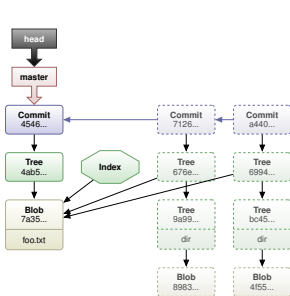 head
master
Commit
4546...
Commit
7126...
Commit
a440...
Tree
4ab5...
Index
Tree
676e...
Tree
6994...
Blob
7a35...
foo.txt
Tree
9a99...
dir
Tree
bc45...
dir
Blob
8983...
Blob
4f55...